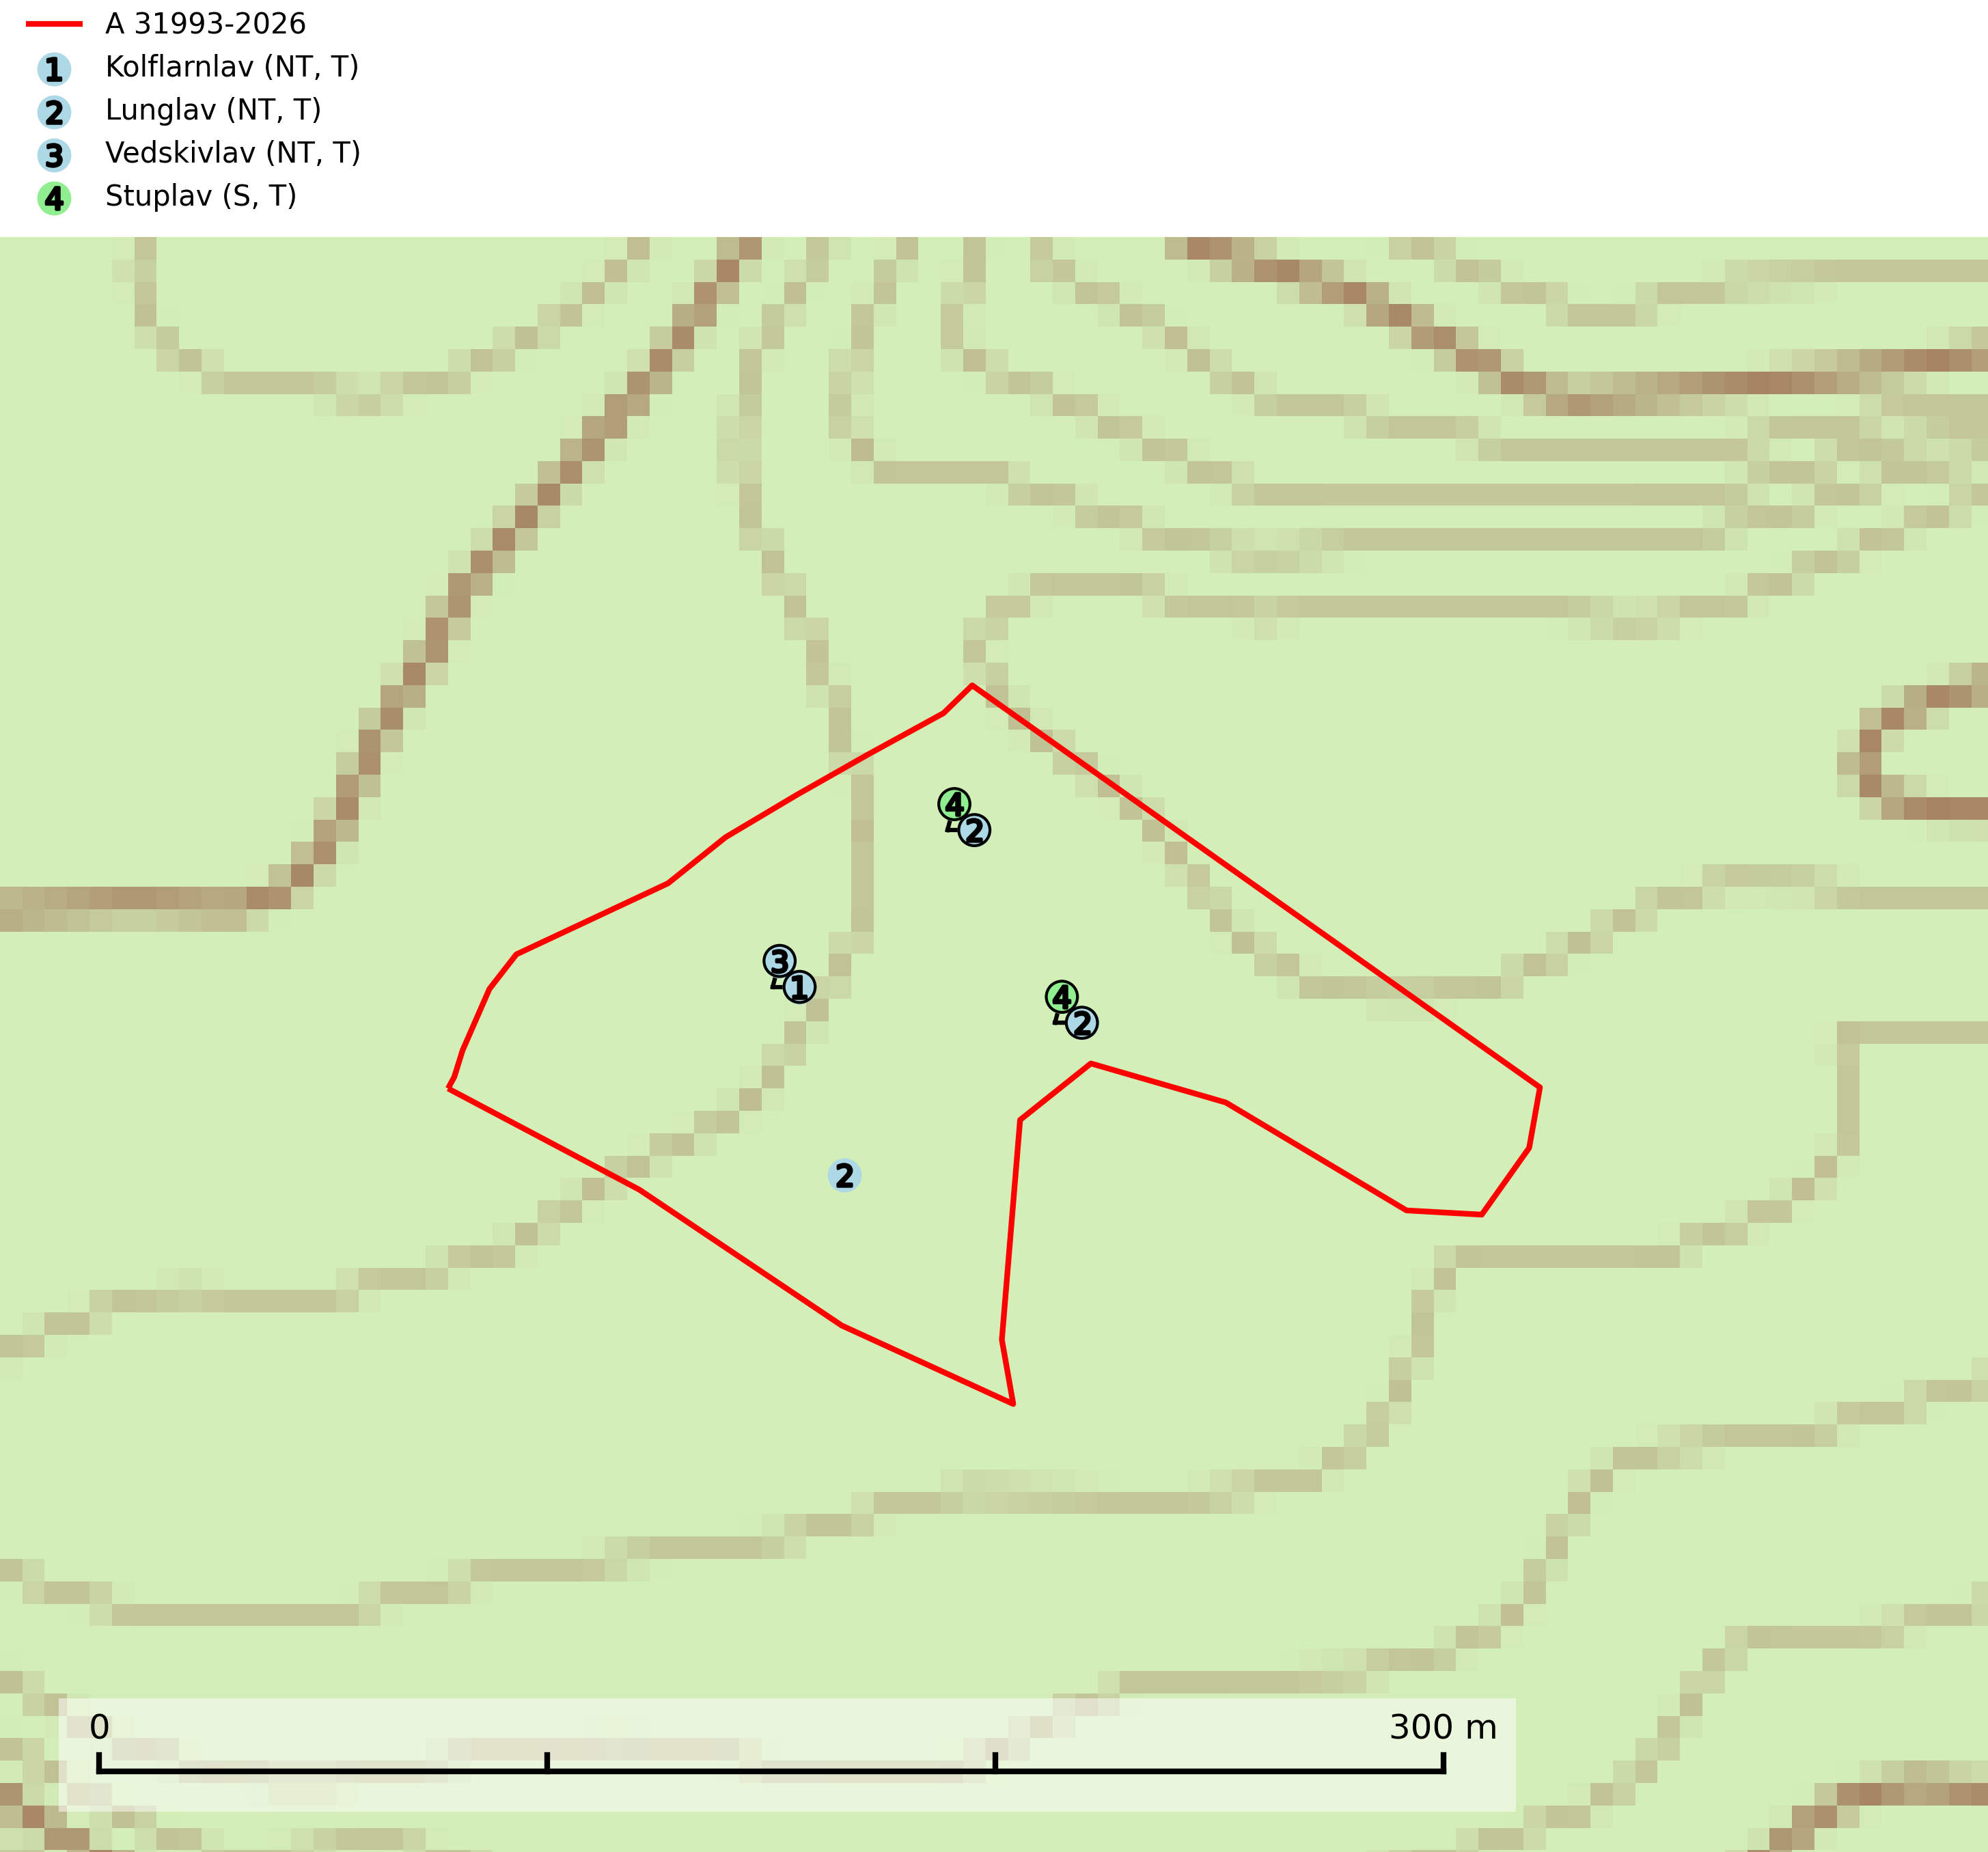 A 31993-2026
1 Kolflarnlav (NT, T)
2 Lunglav (NT, T)
3 Vedskivlav (NT, T)
4 Stuplav (S, T)
4
2
3
1
4
2
2
0 300 m